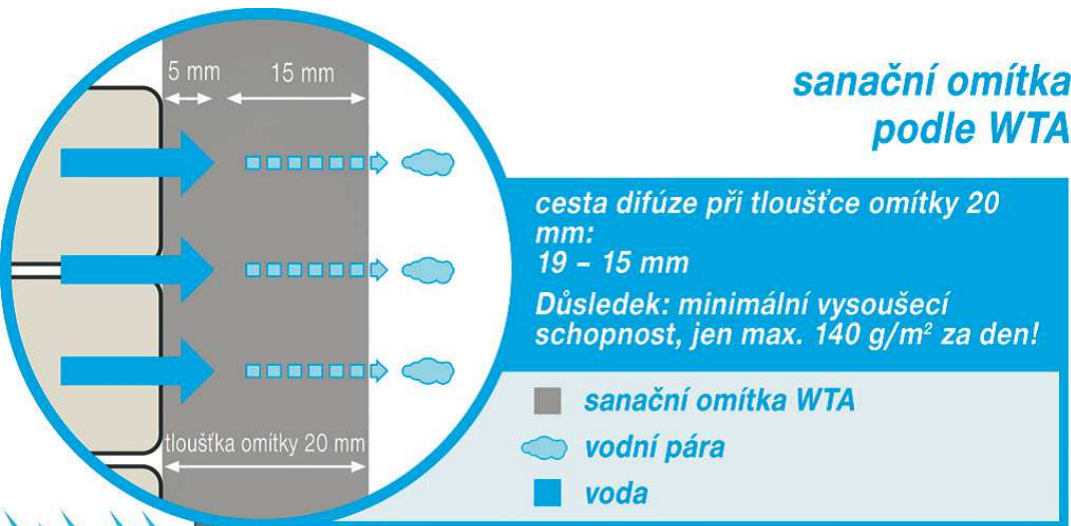 5 mm
15 mm
sanační omítka
podle WTA
cesta difúze při tloušťce omítky 20
mm:
19 – 15 mm
Důsledek: minimální vysoušecí
schopnost, jen max. 140 g/m² za den!
sanační omítka WTA
vodní pára
voda
tloušťka omítky 20 mm